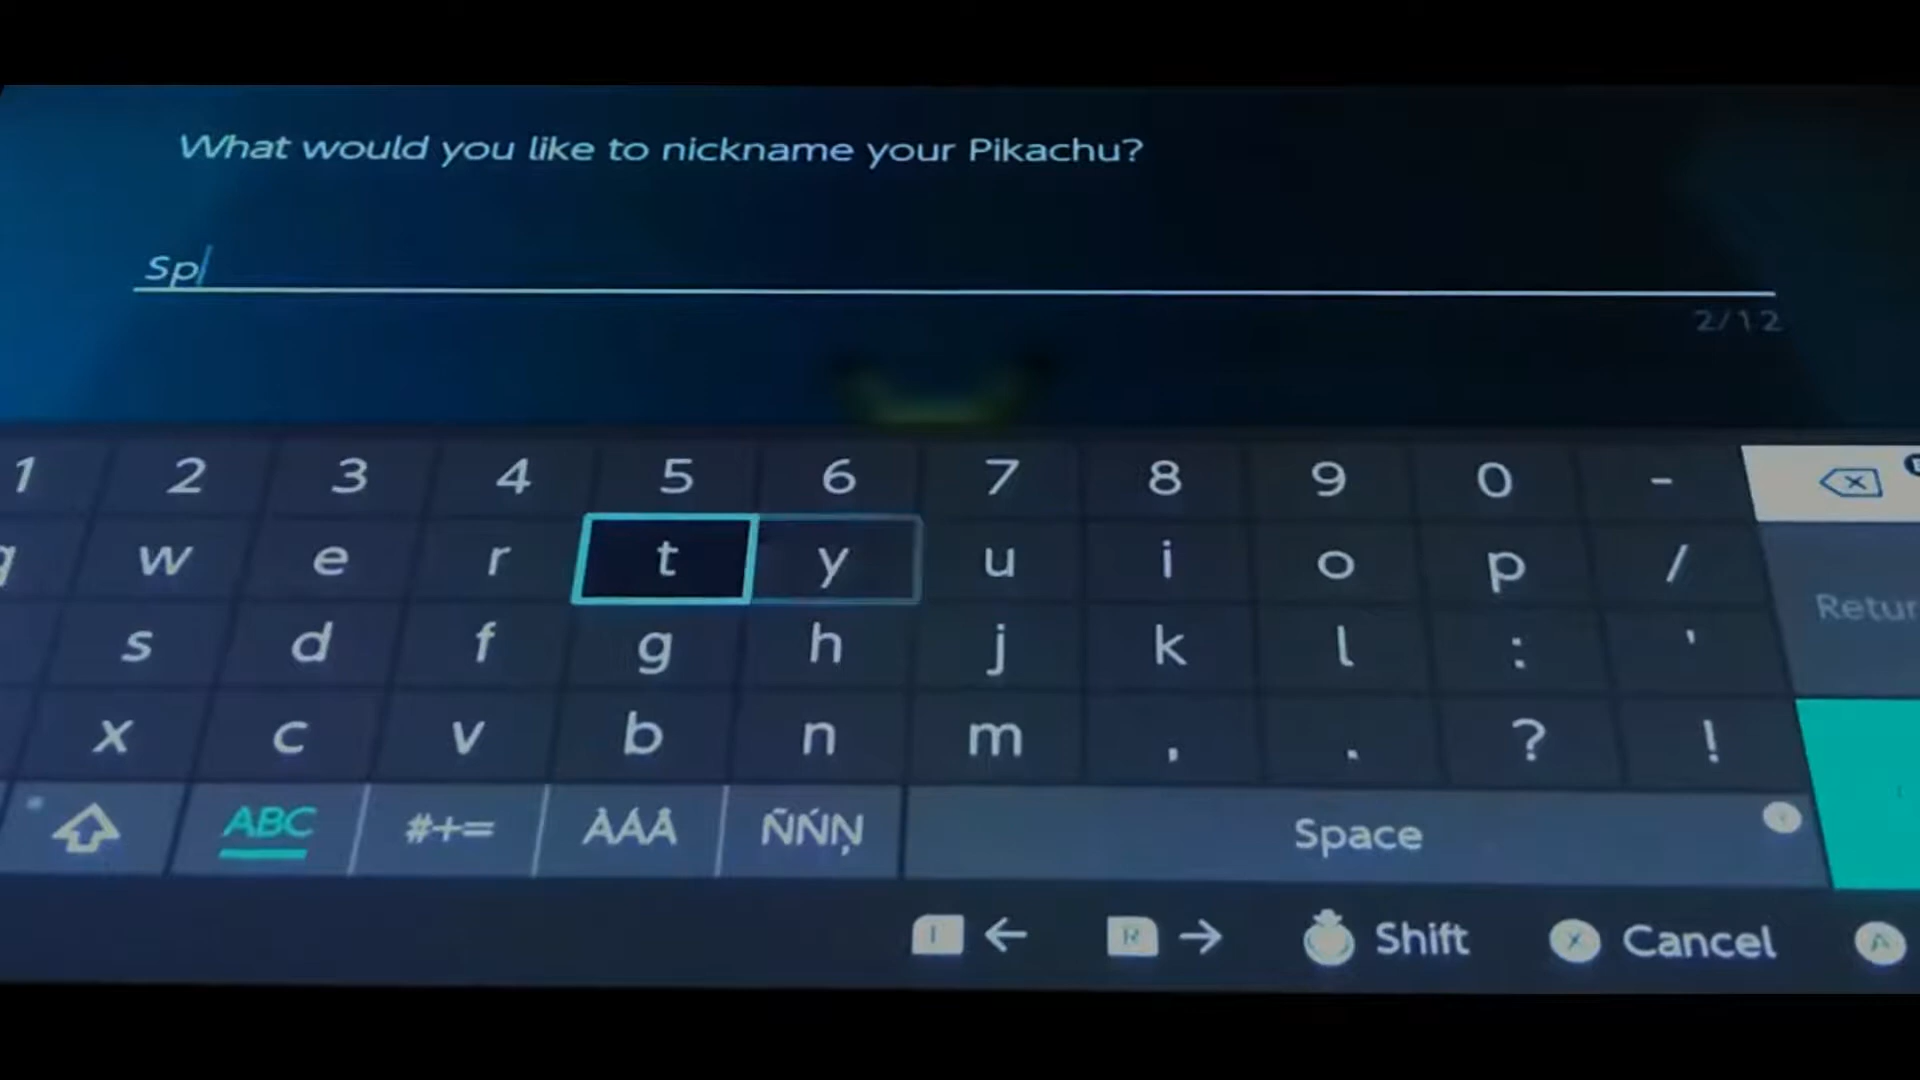 What would you like to nickname your Pikachu?
Sp
2/12
1 2 3 4 5 6 7 8 9 0 -
q w e r t y u i o p /
s d f g h j k l : '
x c v b n m , . ? !
ABC #+= ÀÁÂ ÑŃŅ Space
L ← R → Shift X Cancel A